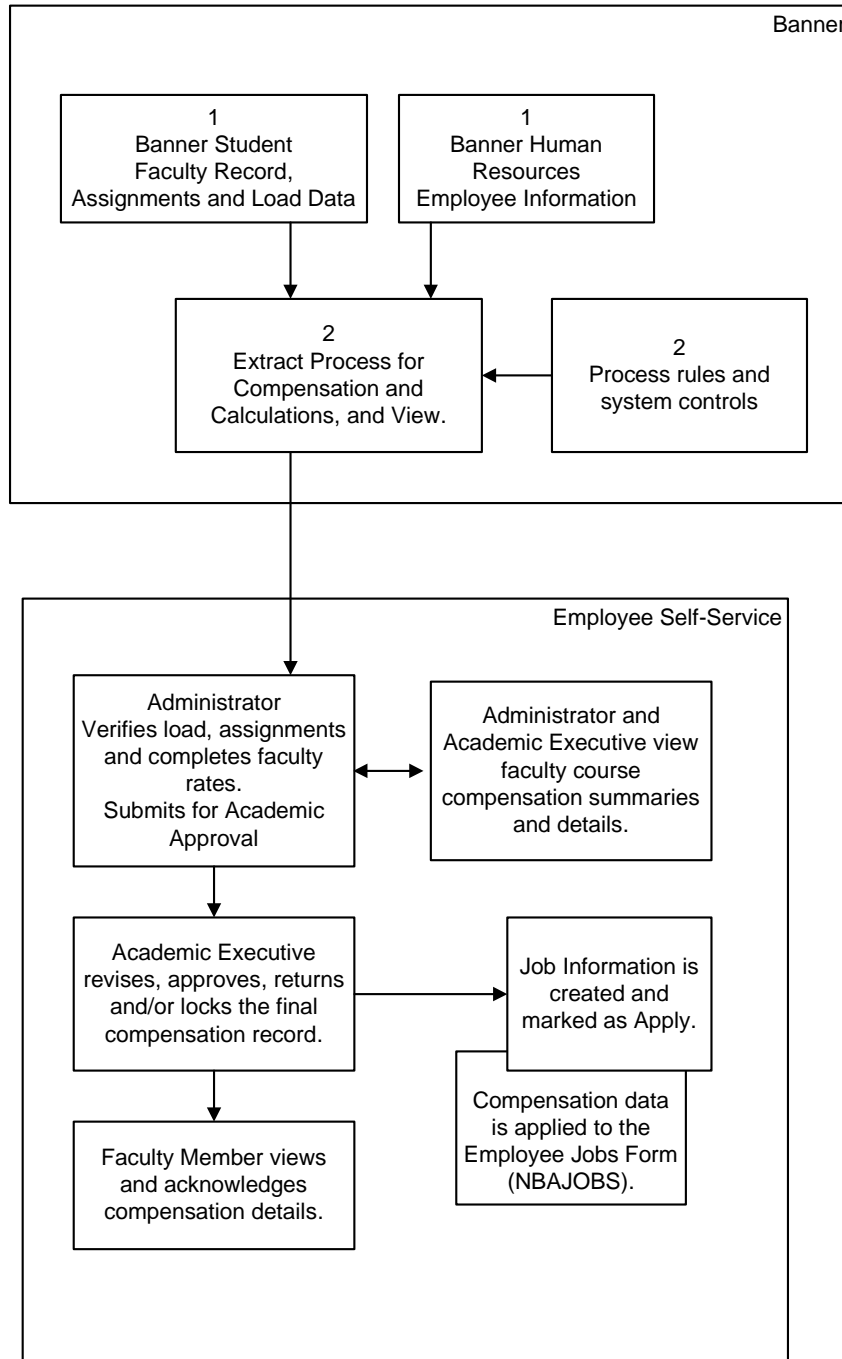 Banner
1
Banner Student
Faculty Record,
Assignments and Load Data
1
Banner Human
Resources
Employee Information
2
Extract Process for
Compensation and
Calculations, and View.
2
Process rules and
system controls
Employee Self-Service
Administrator
Verifies load, assignments
and completes faculty
rates.
Submits for Academic
Approval
Administrator and
Academic Executive view
faculty course
compensation summaries
and details.
Academic Executive
revises, approves, returns
and/or locks the final
compensation record.
Job Information is
created and
marked as Apply.
Compensation data
is applied to the
Employee Jobs Form
(NBAJOBS).
Faculty Member views
and acknowledges
compensation details.